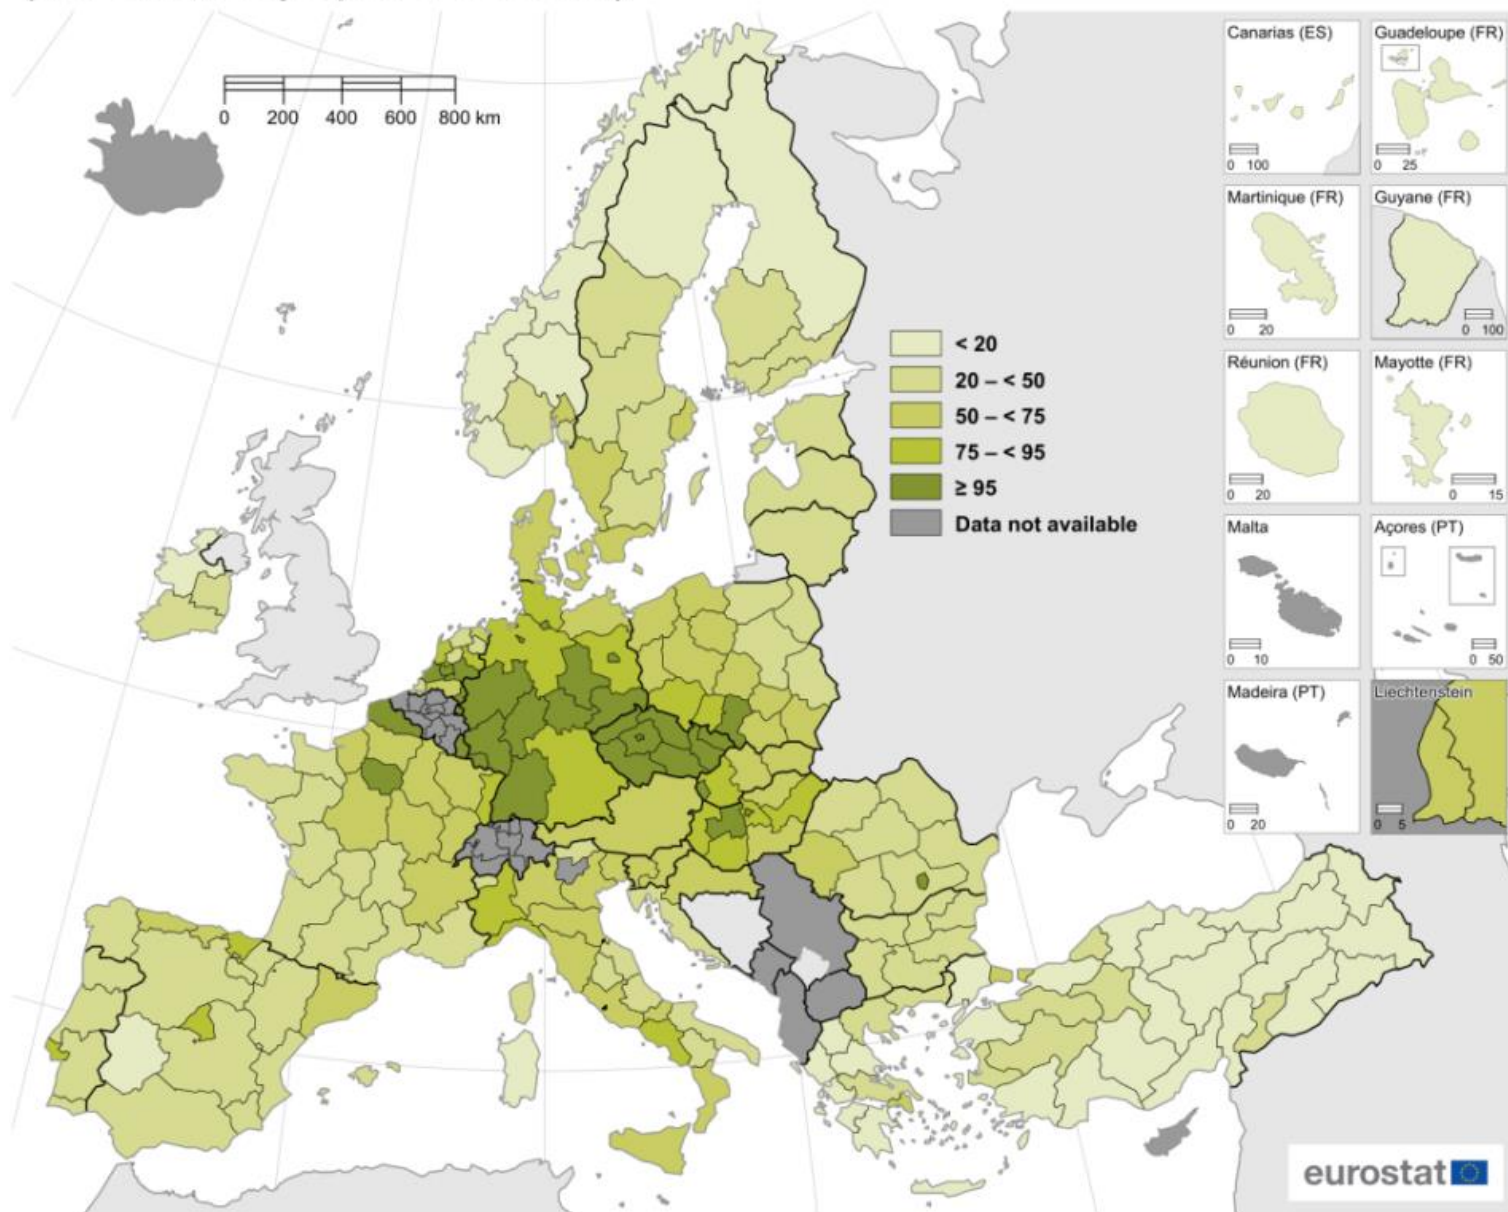 0 200 400 600 800 km
< 20
20 – < 50
50 – < 75
75 – < 95
≥ 95
Data not available
Canarias (ES)
0 100
Guadeloupe (FR)
0 25
Martinique (FR)
0 20
Guyane (FR)
0 100
Réunion (FR)
0 20
Mayotte (FR)
0 15
Malta
0 10
Açores (PT)
0 50
Madeira (PT)
0 20
Liechtenstein
0 5
eurostat